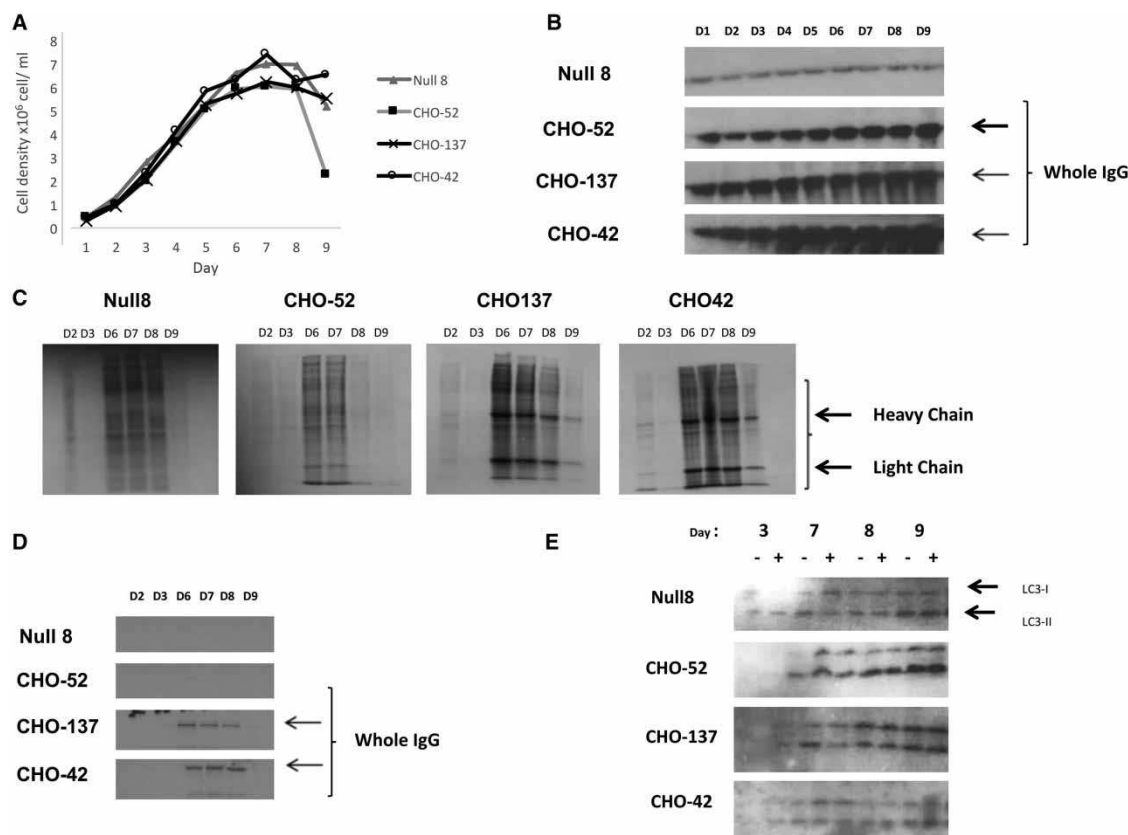 A
Cell density x10⁶ cell/ ml
8
7
6
5
4
3
2
1
0
1 2 3 4 5 6 7 8 9
Day
Null 8
CHO-52
CHO-137
CHO-42
B
D1 D2 D3 D4 D5 D6 D7 D8 D9
Null 8
CHO-52
CHO-137
CHO-42
Whole IgG
C
Null8 CHO-52 CHO137 CHO42
D2 D3 D6 D7 D8 D9 D2 D3 D6 D7 D8 D9 D2 D3 D6 D7 D8 D9 D2 D3 D6 D7 D8 D9
Heavy Chain
Light Chain
D
D2 D3 D6 D7 D8 D9
Null 8
CHO-52
CHO-137
CHO-42
Whole IgG
E
Day : 3 7 8 9
- + - + - + - +
Null8
LC3-I
LC3-II
CHO-52
CHO-137
CHO-42